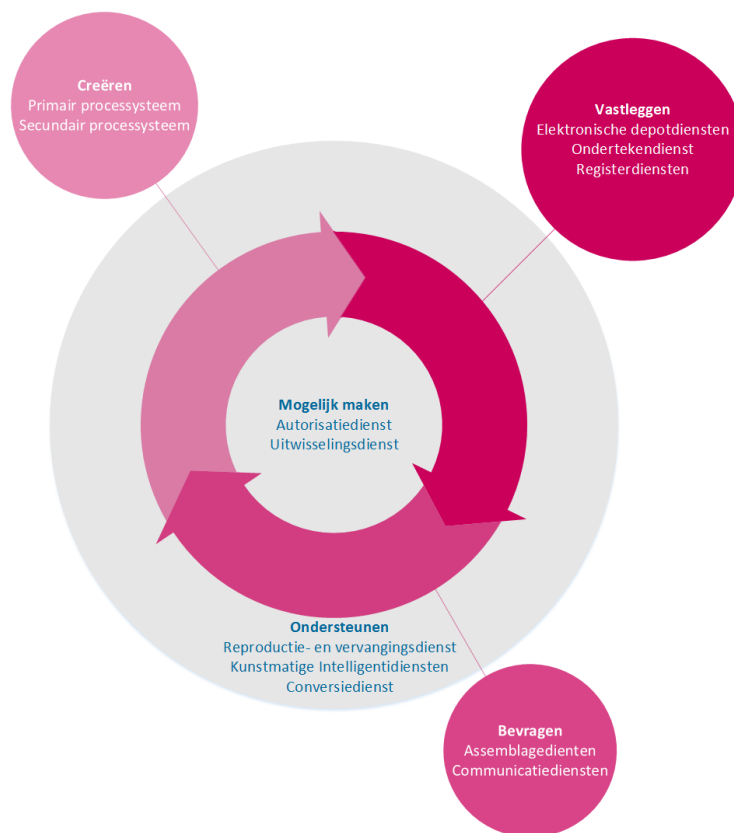 Creëren
Primair processysteem
Secundair processysteem
Vastleggen
Elektronische depotdiensten
Ondertekendienst
Registerdiensten
Mogelijk maken
Autorisatiedienst
Uitwisselingsdienst
Ondersteunen
Reproductie- en vervangingsdienst
Kunstmatige Intelligentidiensten
Conversiedienst
Bevragen
Assemblagedienten
Communicatiediensten